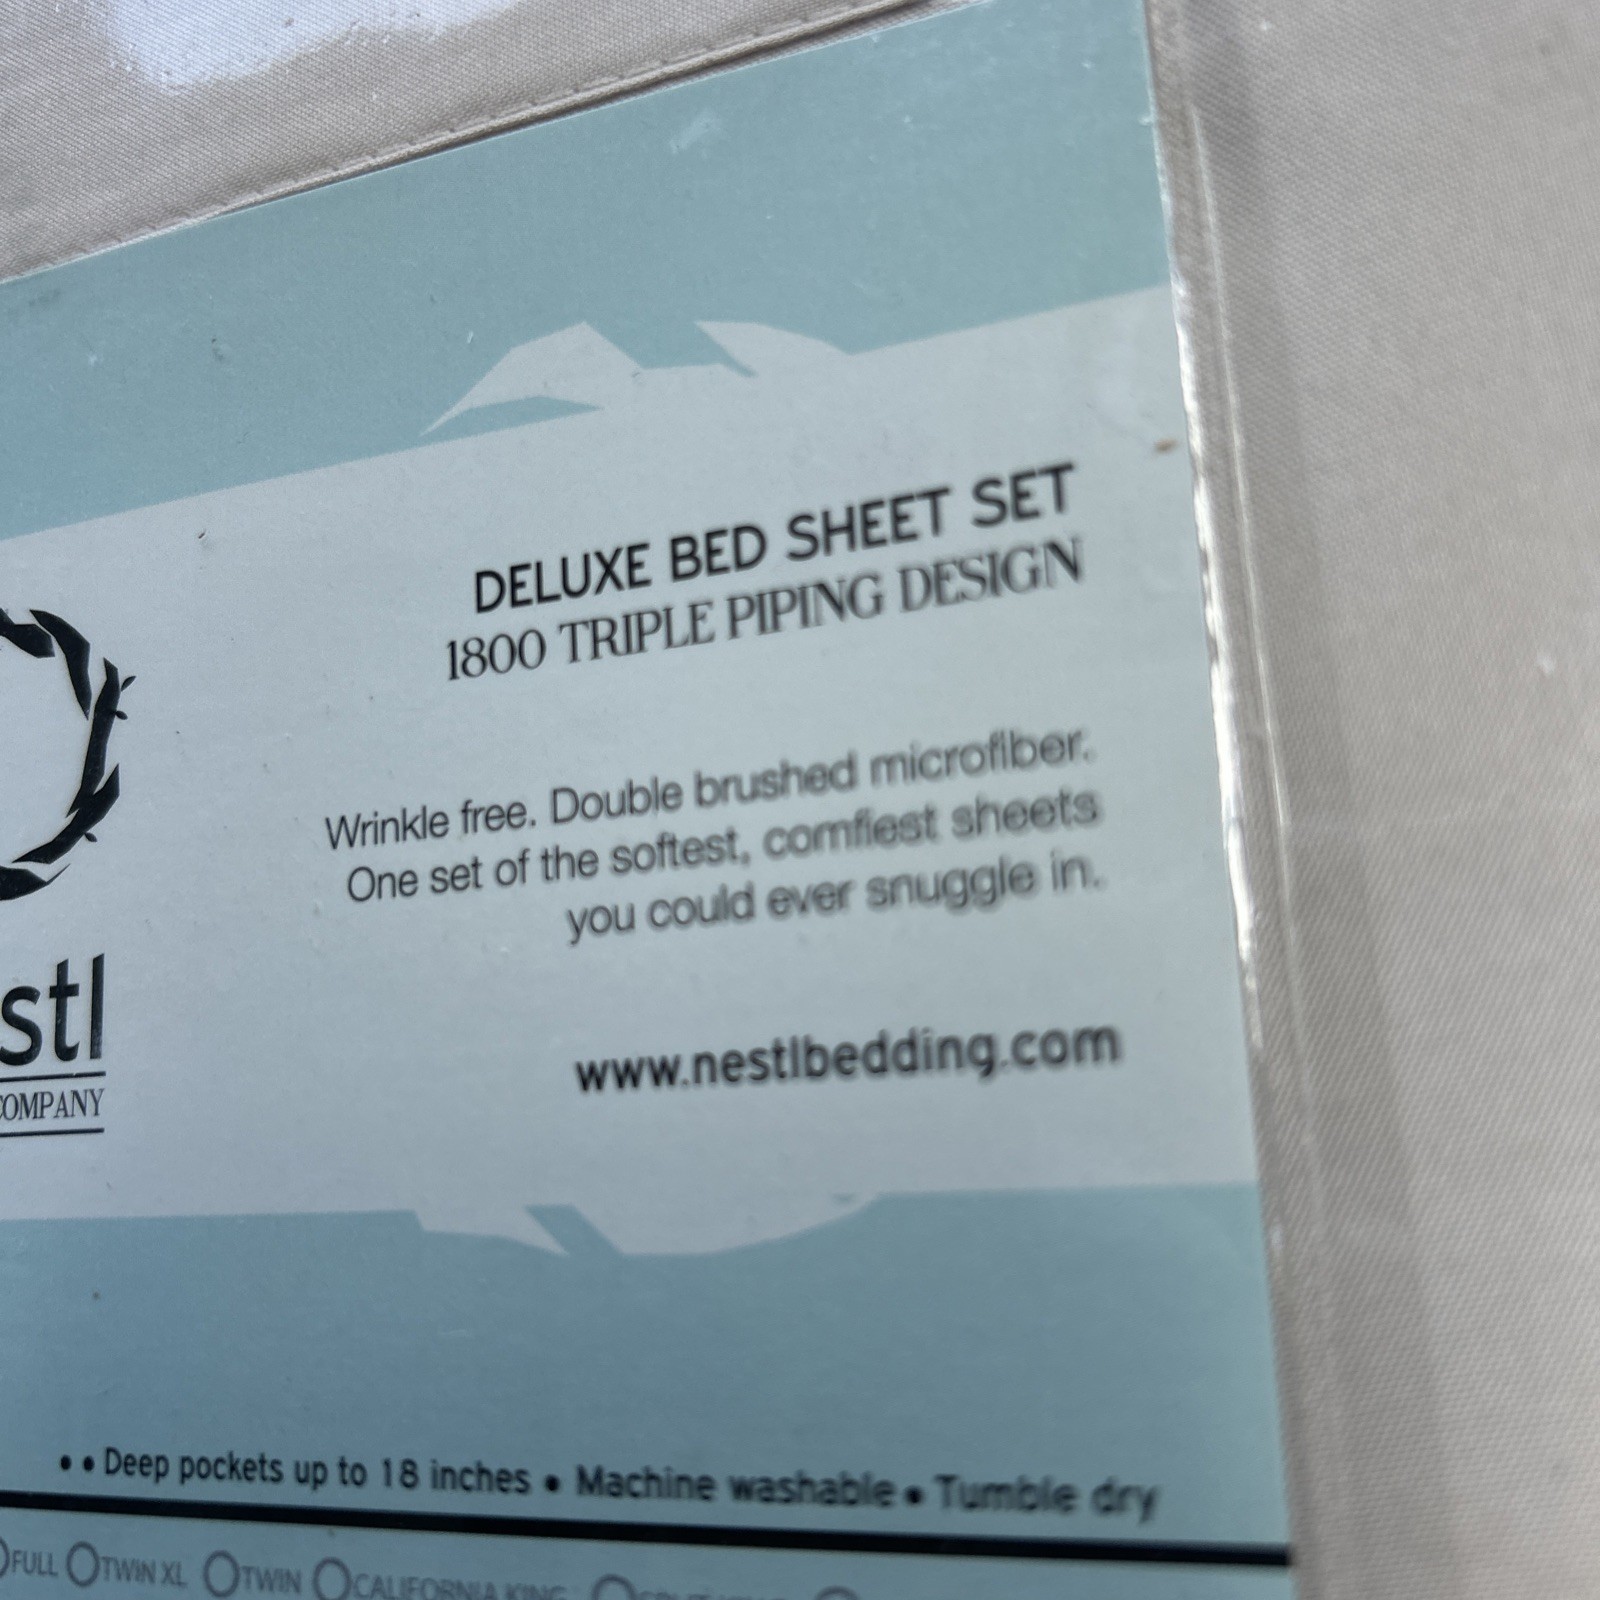 DELUXE BED SHEET SET
1800 TRIPLE PIPING DESIGN
Wrinkle free. Double brushed microfiber.
One set of the softest, comfiest sheets
you could ever snuggle in.
www.nestlbedding.com
stl
COMPANY
• • Deep pockets up to 18 inches • Machine washable • Tumble dry
FULL TWIN XL TWIN CALIFORNIA KING